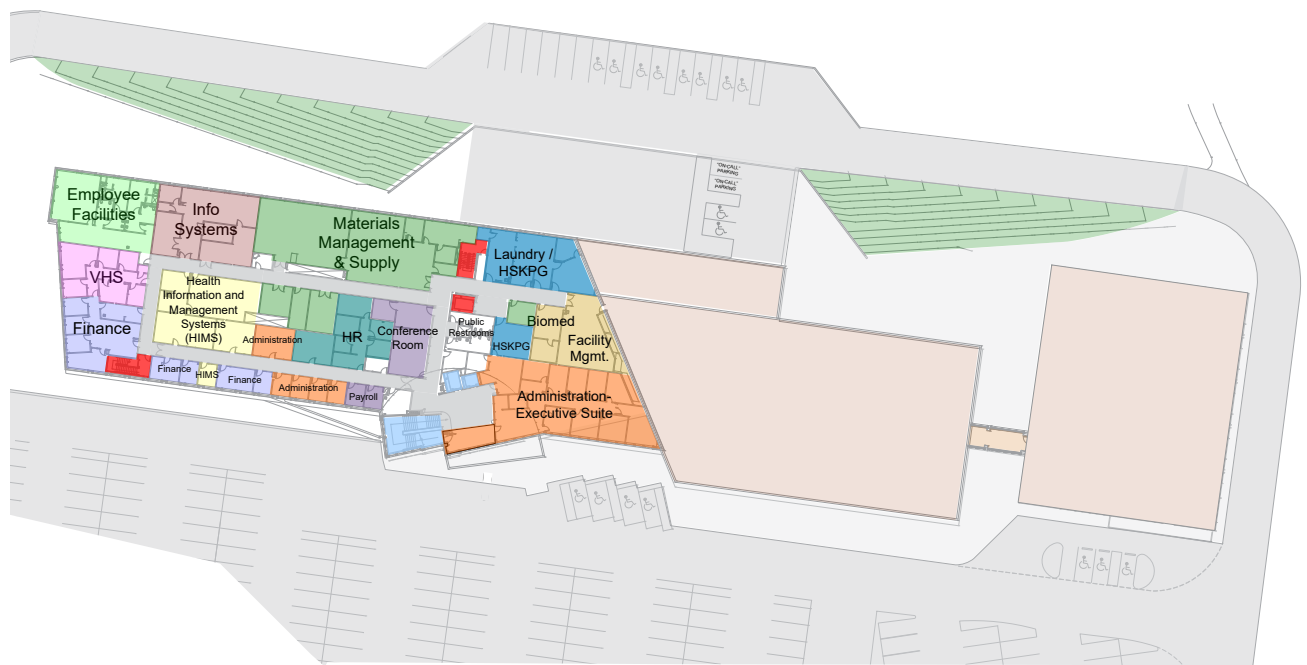 "ON-CALL"
PARKING
"ON-CALL"
PARKING
Employee
Facilities
Info
Systems
Materials
Management
& Supply
Laundry /
HSKPG
VHS
Health
Information and
Management
Systems
(HIMS)
Finance
Administration
HR
Conference
Room
Public
Restrooms
HSKPG
Biomed
Facility
Mgmt.
Finance
HIMS
Finance
Administration
Payroll
Administration-
Executive Suite